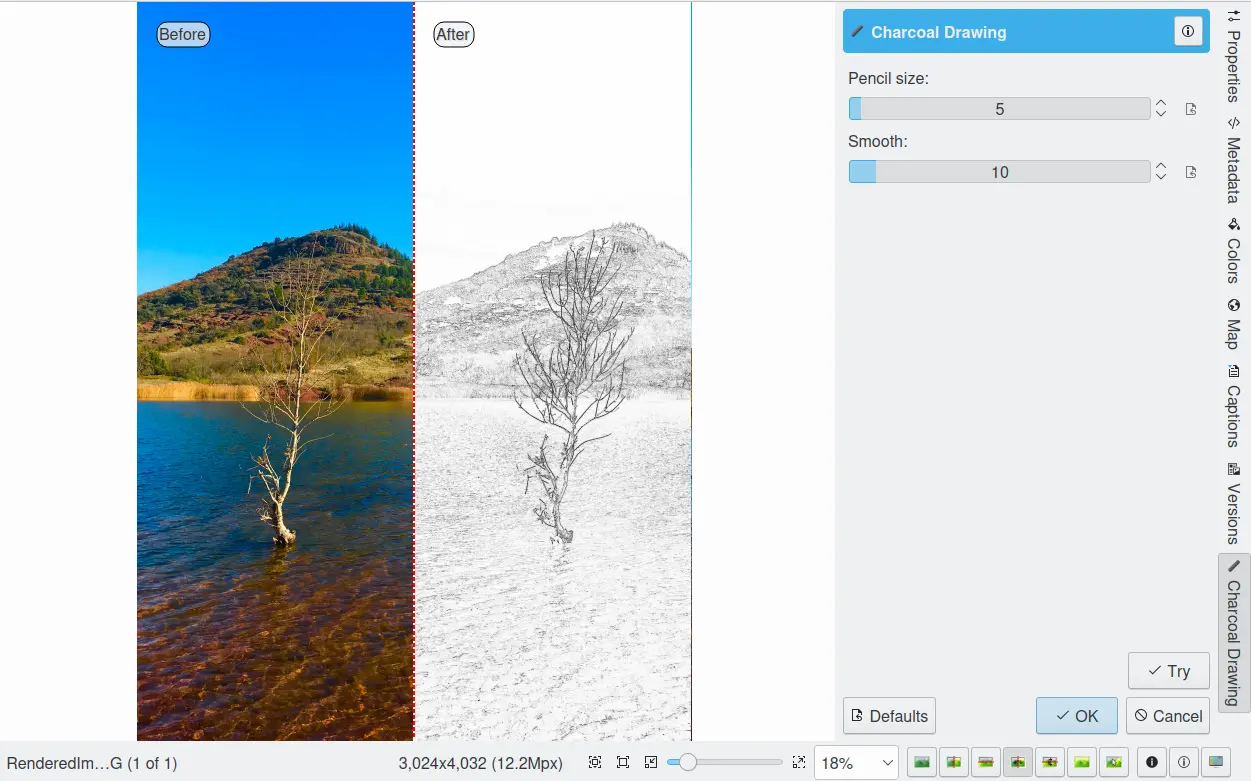 Before
After
Charcoal Drawing
Pencil size:
5
Smooth:
10
Try
Defaults
OK
Cancel
Properties
Metadata
Colors
Map
Captions
Versions
Charcoal Drawing
RenderedIm...G (1 of 1)
3,024x4,032 (12.2Mpx)
18%